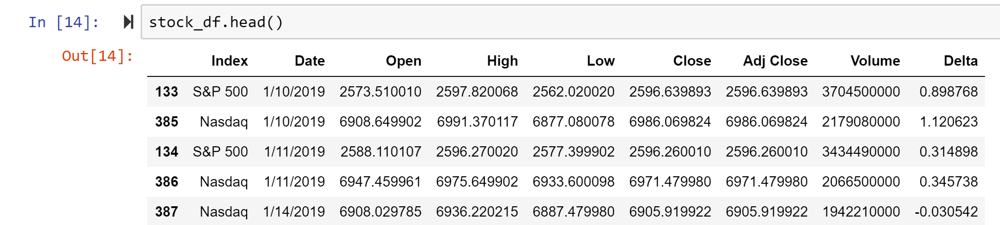 In [14]: stock_df.head()
Out[14]:
Index Date Open High Low Close Adj Close Volume Delta
133 S&P 500 1/10/2019 2573.510010 2597.820068 2562.020020 2596.639893 2596.639893 3704500000 0.898768
385 Nasdaq 1/10/2019 6908.649902 6991.370117 6877.080078 6986.069824 6986.069824 2179080000 1.120623
134 S&P 500 1/11/2019 2588.110107 2596.270020 2577.399902 2596.260010 2596.260010 3434490000 0.314898
386 Nasdaq 1/11/2019 6947.459961 6975.649902 6933.600098 6971.479980 6971.479980 2066500000 0.345738
387 Nasdaq 1/14/2019 6908.029785 6936.220215 6887.479980 6905.919922 6905.919922 1942210000 -0.030542